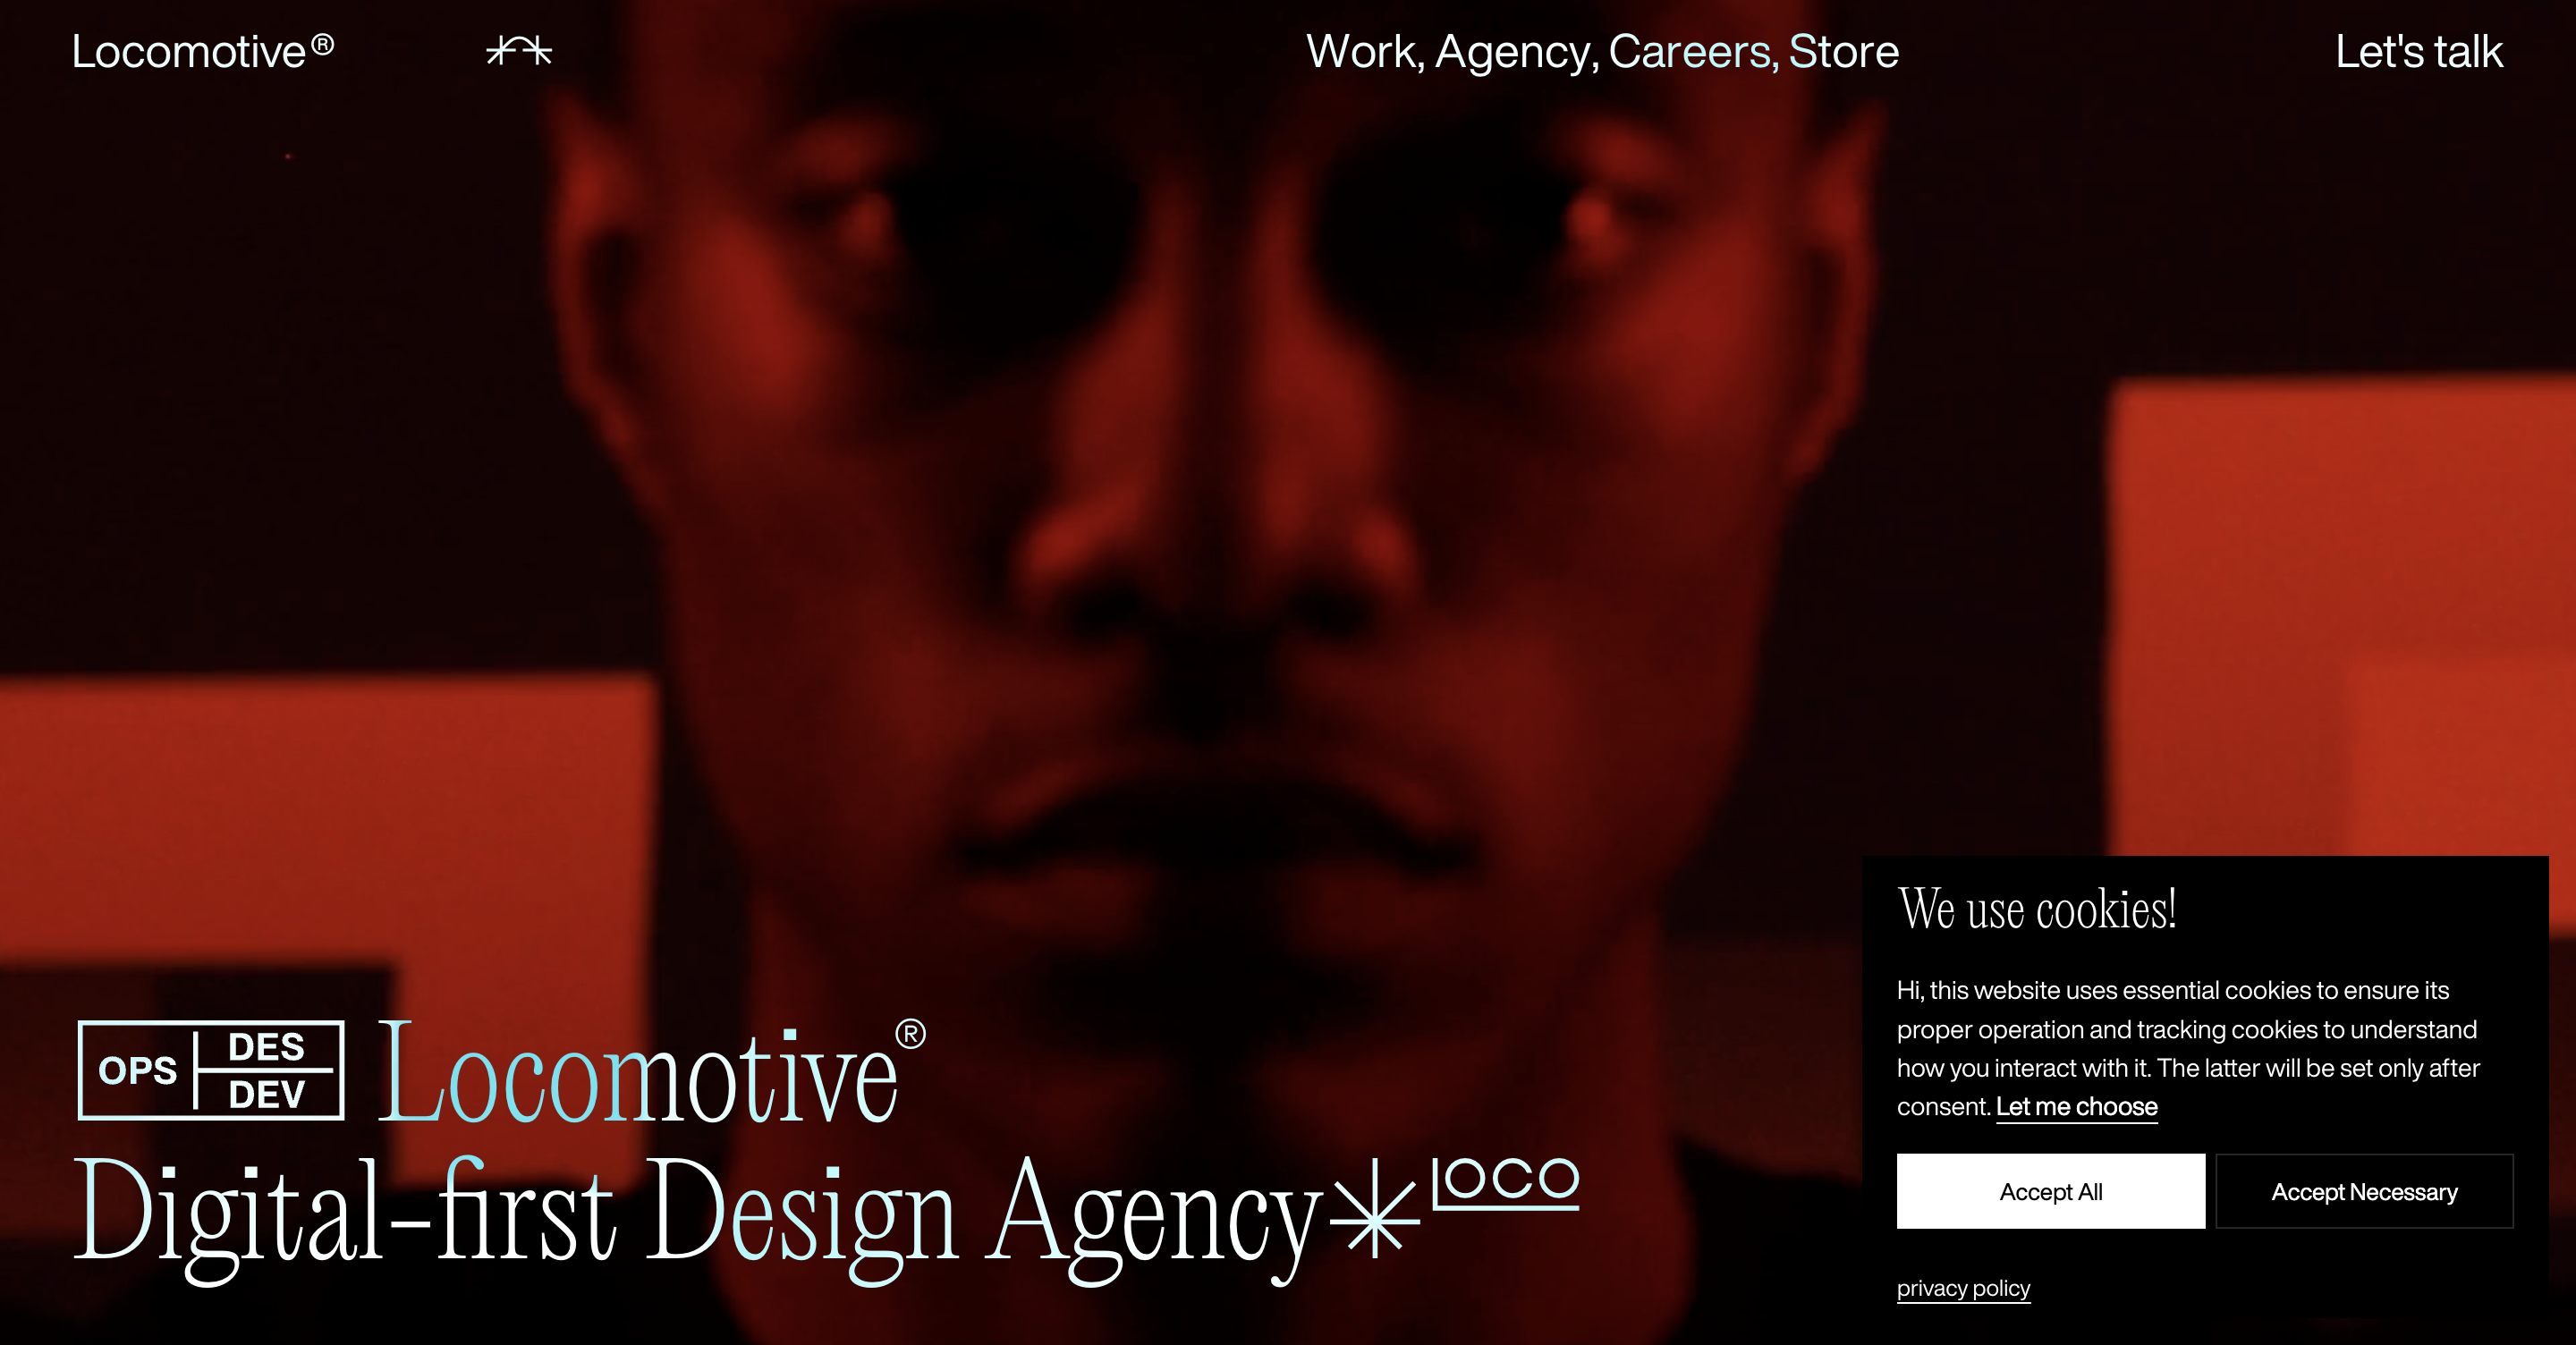 Locomotive®
Work, Agency, Careers, Store
Let's talk
OPS DES DEV
Locomotive®
Digital-first Design Agency
LOCO
We use cookies!
Hi, this website uses essential cookies to ensure its
proper operation and tracking cookies to understand
how you interact with it. The latter will be set only after
consent. Let me choose
Accept All
Accept Necessary
privacy policy